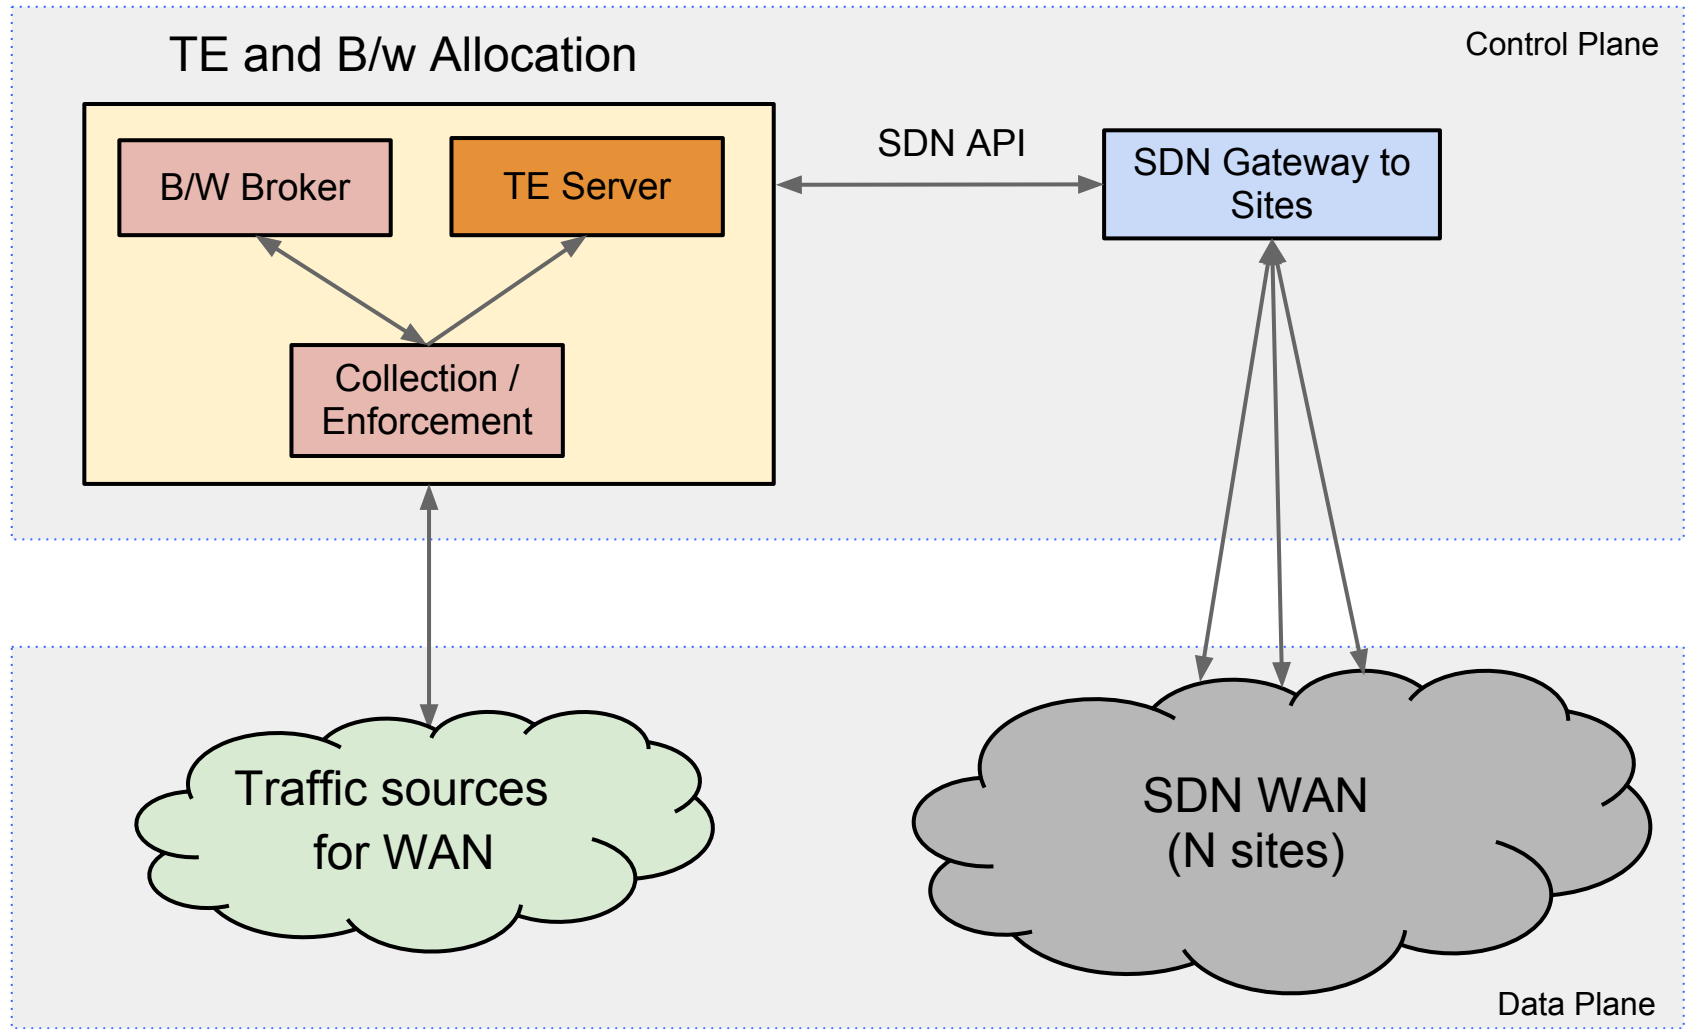 TE and B/w Allocation
Control Plane
B/W Broker
TE Server
SDN API
SDN Gateway to
Sites
Collection /
Enforcement
Traffic sources
for WAN
SDN WAN
(N sites)
Data Plane